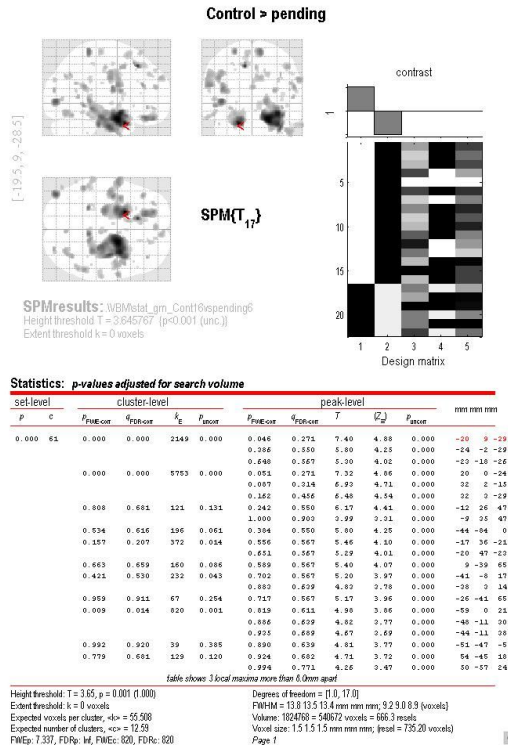 Control > pending
contrast
1
[-19.5, 9, -28.5]
SPM{T17}
5
10
15
20
1 2 3 4 5
Design matrix
SPMresults: .\VBM\stat_grn_Cont16vspending6
Height threshold T = 3.645767 {p<0.001 (unc.)}
Extent threshold k = 0 voxels
Statistics: p-values adjusted for search volume
set-level cluster-level peak-level mm mm mm
p c pFWE-corr qFDR-corr kE puncorr pFWE-corr qFDR-corr T (ZE) puncorr
0.000 61 0.000 0.000 2149 0.000 0.046 0.271 7.40 4.88 0.000 -20 9 -29
0.386 0.550 5.80 4.25 0.000 -24 -2 -29
0.648 0.567 5.30 4.02 0.000 -23 -18 -26
0.000 0.000 5753 0.000 0.051 0.271 7.32 4.86 0.000 20 0 -24
0.087 0.314 6.93 4.71 0.000 32 2 -15
0.162 0.456 6.48 4.54 0.000 32 3 -29
0.808 0.681 121 0.131 0.242 0.550 6.17 4.41 0.000 -12 26 47
1.000 0.903 3.99 3.31 0.000 -9 35 47
0.534 0.616 196 0.061 0.384 0.550 5.80 4.25 0.000 -44 -84 0
0.157 0.207 372 0.014 0.556 0.567 5.46 4.10 0.000 -17 36 -21
0.651 0.567 5.29 4.01 0.000 -20 47 -23
0.663 0.659 160 0.086 0.589 0.567 5.40 4.07 0.000 9 -39 65
0.421 0.530 232 0.043 0.702 0.567 5.20 3.97 0.000 -41 -8 17
0.883 0.639 4.83 3.78 0.000 -38 3 14
0.959 0.911 67 0.254 0.717 0.567 5.17 3.96 0.000 -26 -41 65
0.009 0.014 820 0.001 0.819 0.611 4.98 3.86 0.000 -59 0 21
0.886 0.639 4.82 3.77 0.000 -48 -11 30
0.935 0.689 4.67 3.69 0.000 -44 -11 38
0.992 0.920 39 0.385 0.890 0.639 4.81 3.77 0.000 -51 -47 -5
0.779 0.681 129 0.120 0.924 0.682 4.71 3.72 0.000 54 -45 18
0.994 0.771 4.26 3.47 0.000 50 -57 24
table shows 3 local maxima more than 8.0mm apart
Height threshold: T = 3.65, p = 0.001 (1.000)
Extent threshold: k = 0 voxels
Expected voxels per cluster, <k> = 55.508
Expected number of clusters, <c> = 12.59
FWEp: 7.337, FDRp: Inf, FWEc: 820, FDRc: 820
Degrees of freedom = [1.0, 17.0]
FWHM = 13.8 13.5 13.4 mm mm mm; 9.2 9.0 8.9 {voxels}
Volume: 1824768 = 540672 voxels = 666.3 resels
Voxel size: 1.5 1.5 1.5 mm mm mm; (resel = 735.20 voxels)
Page 1